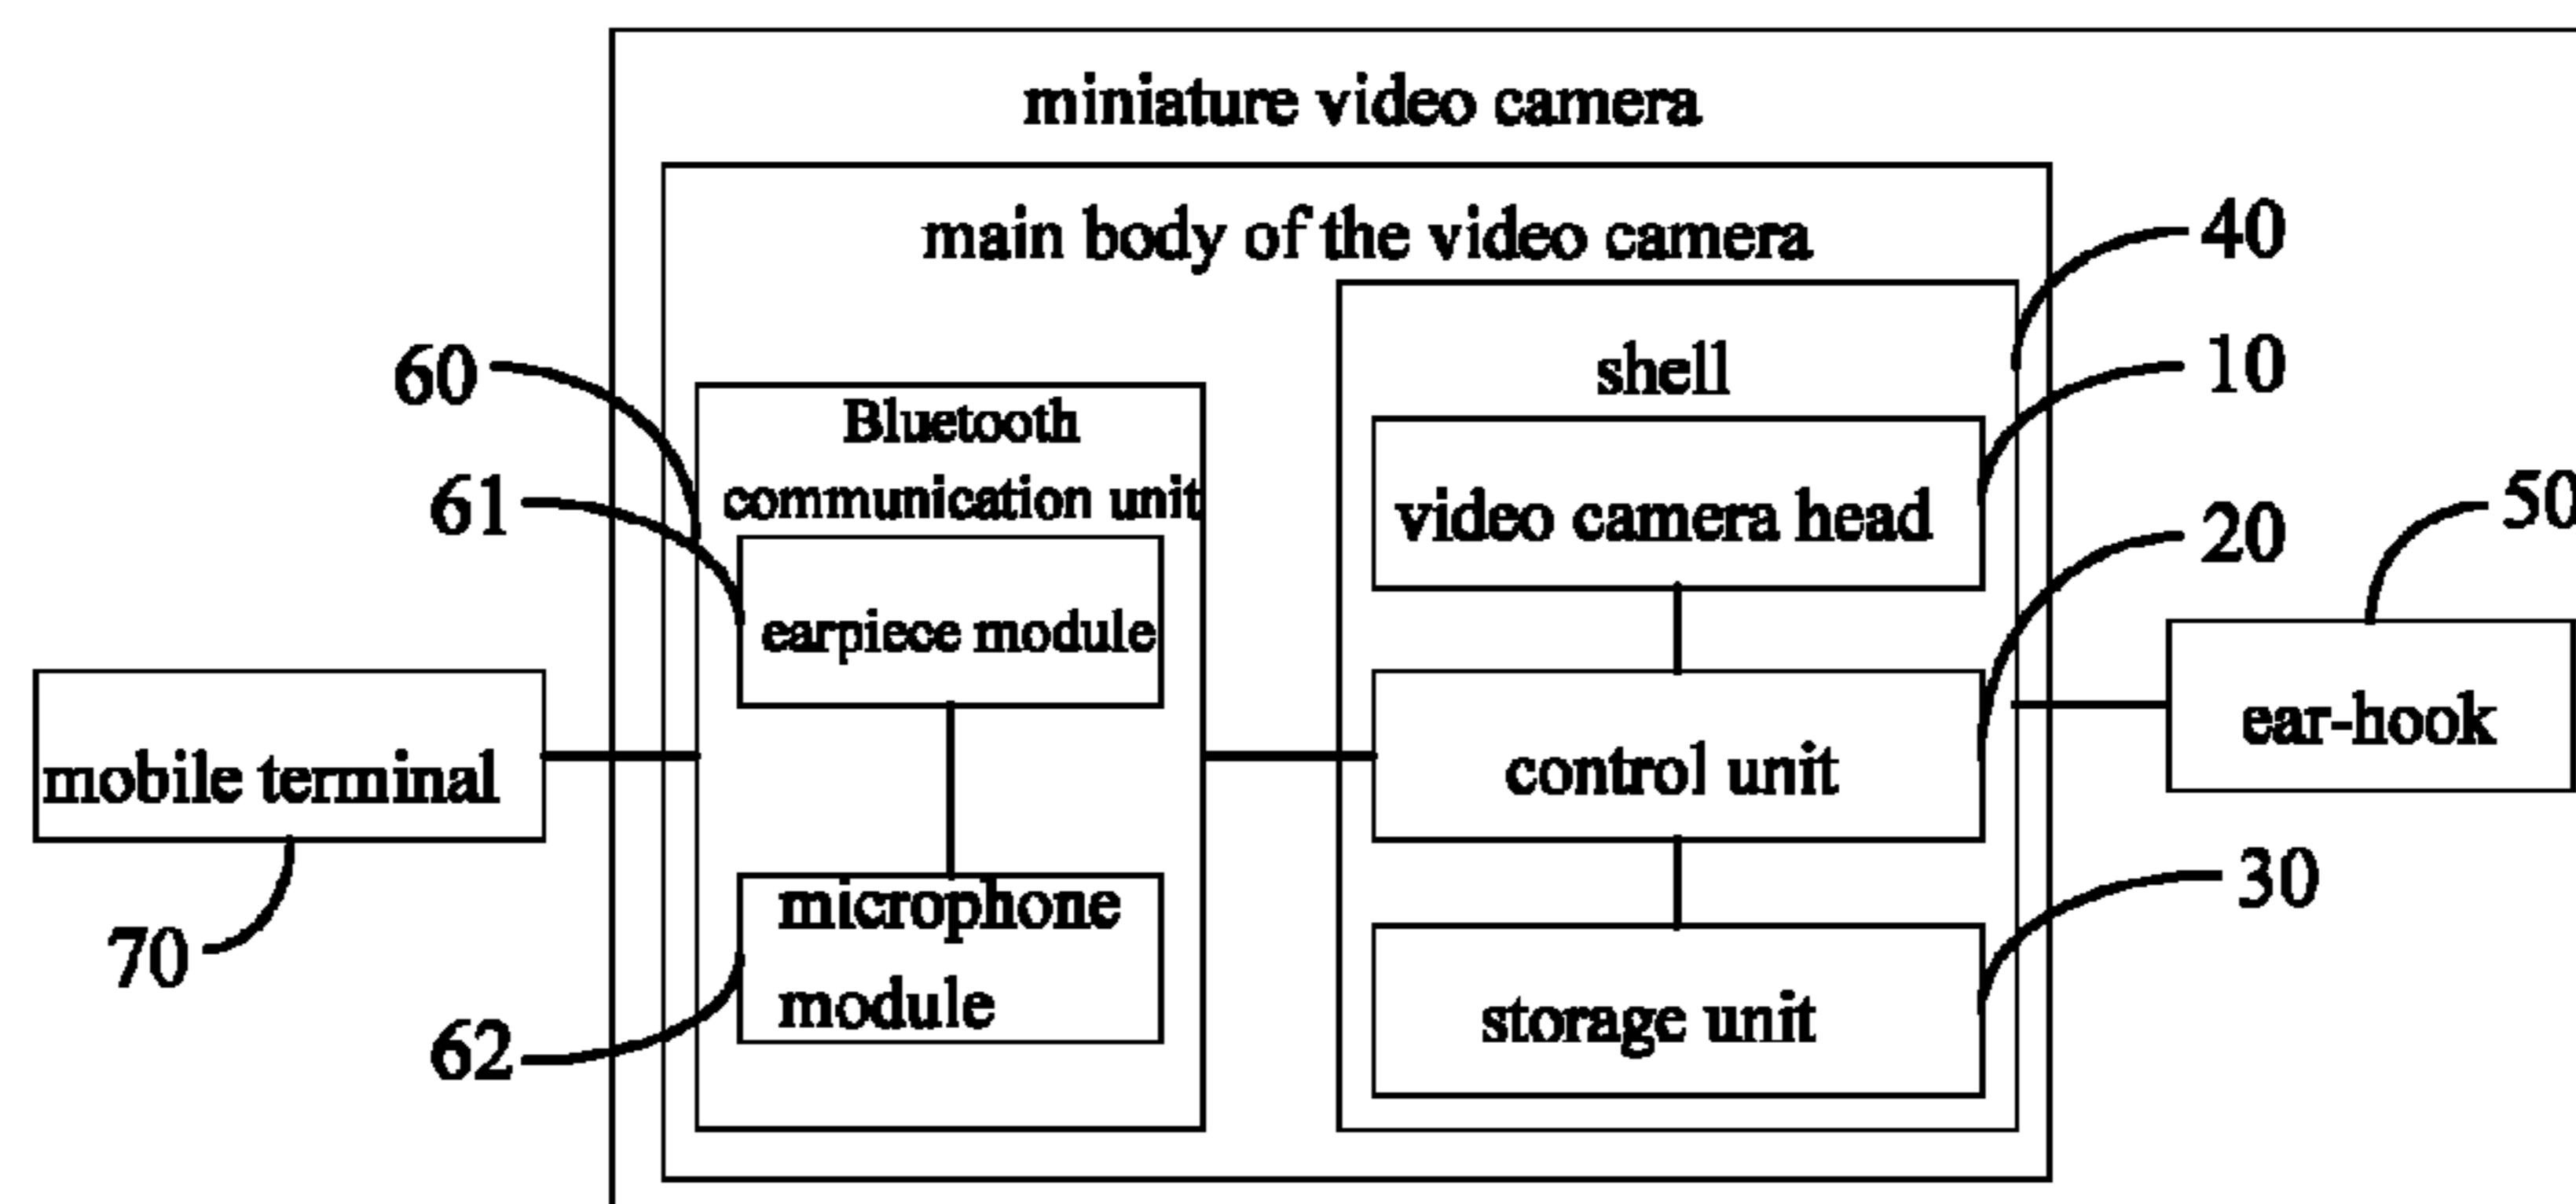 miniature video camera
main body of the video camera
40
shell
10
60
Bluetooth
communication unit
61
video camera head
20
50
earpiece module
mobile terminal
control unit
ear-hook
microphone
module
30
70
62
storage unit